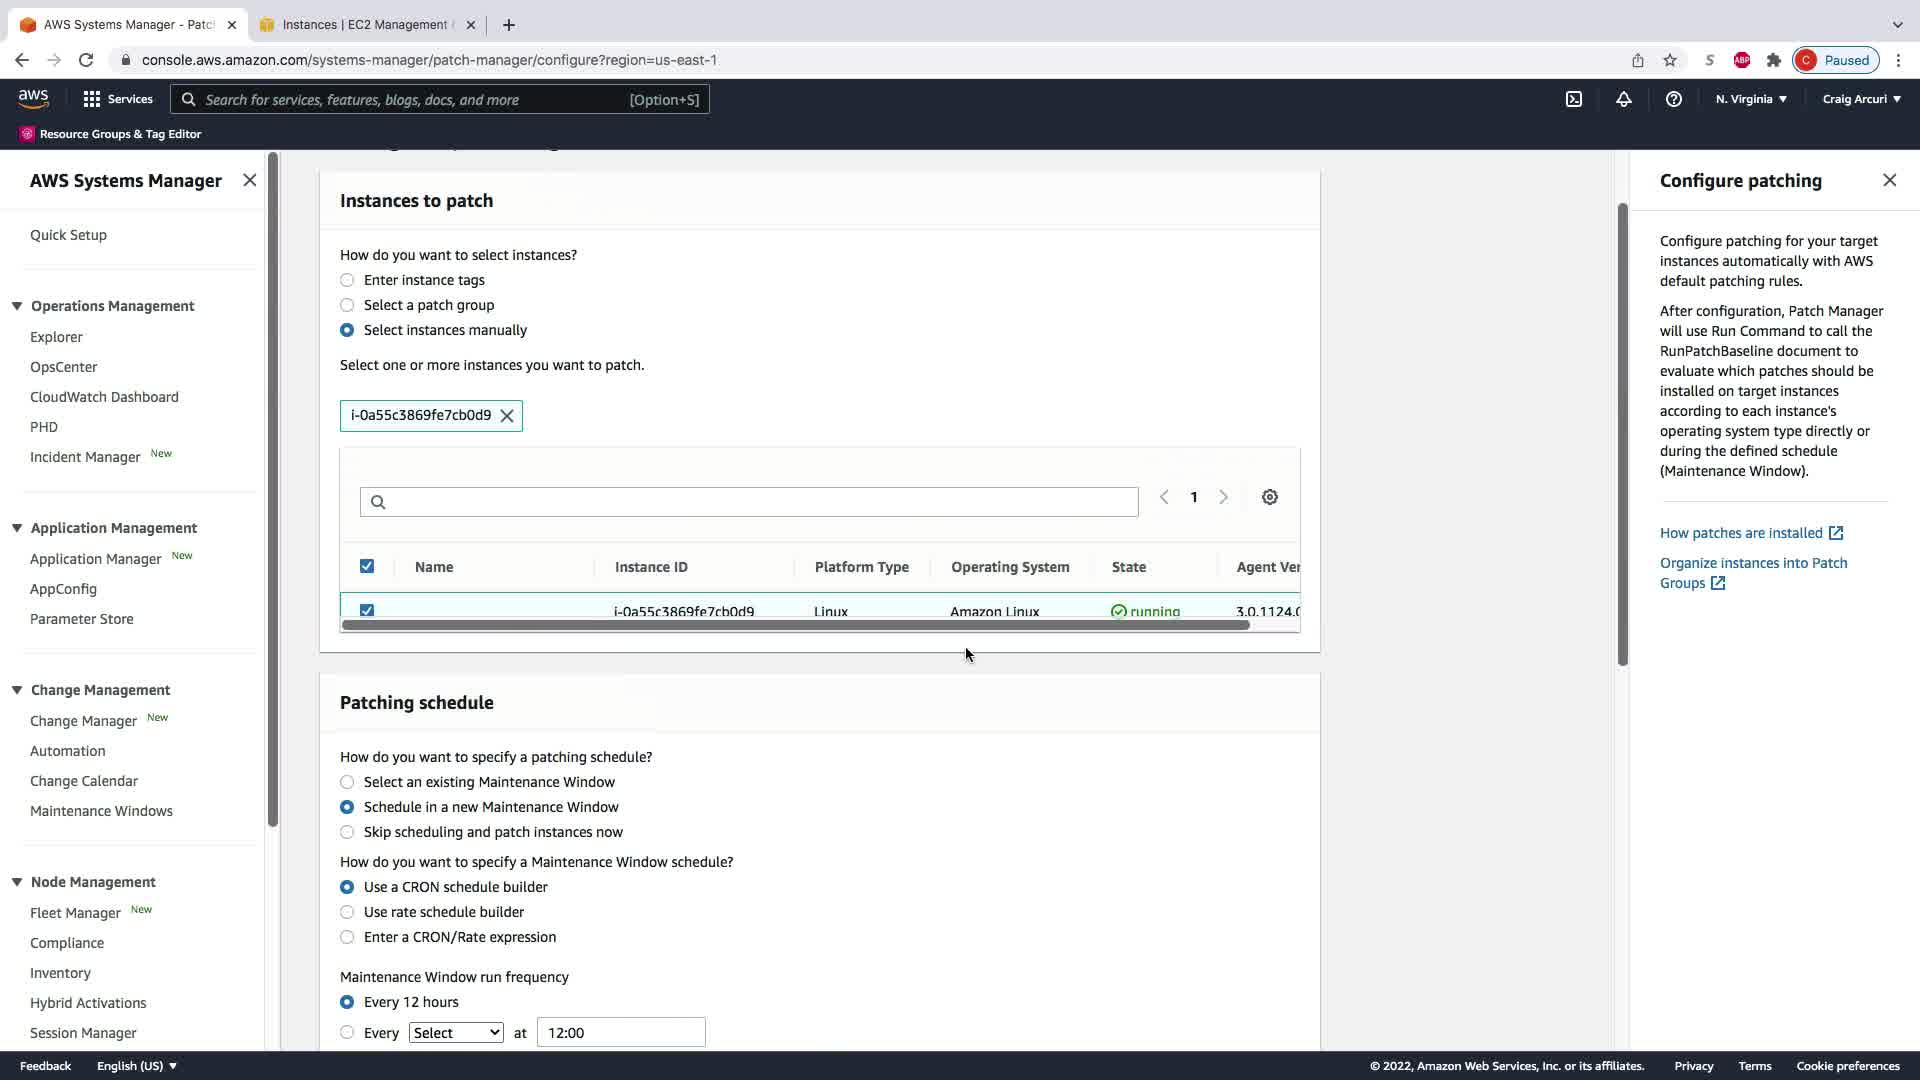 AWS Systems Manager - Patc
Instances | EC2 Management
console.aws.amazon.com/systems-manager/patch-manager/configure?region=us-east-1
S
ABP
C Paused
aws
Services
Search for services, features, blogs, docs, and more [Option+S]
N. Virginia ▼
Craig Arcuri ▼
Resource Groups & Tag Editor
AWS Systems Manager
Quick Setup
Operations Management
Explorer
OpsCenter
CloudWatch Dashboard
PHD
Incident Manager New
Application Management
Application Manager New
AppConfig
Parameter Store
Change Management
Change Manager New
Automation
Change Calendar
Maintenance Windows
Node Management
Fleet Manager New
Compliance
Inventory
Hybrid Activations
Session Manager
Instances to patch
How do you want to select instances?
Enter instance tags
Select a patch group
Select instances manually
Select one or more instances you want to patch.
i-0a55c3869fe7cb0d9
1
Name Instance ID Platform Type Operating System State Agent Ver
i-0a55c3869fe7cb0d9 Linux Amazon Linux running 3.0.1124.0
Patching schedule
How do you want to specify a patching schedule?
Select an existing Maintenance Window
Schedule in a new Maintenance Window
Skip scheduling and patch instances now
How do you want to specify a Maintenance Window schedule?
Use a CRON schedule builder
Use rate schedule builder
Enter a CRON/Rate expression
Maintenance Window run frequency
Every 12 hours
Every Select at 12:00
Configure patching
Configure patching for your target
instances automatically with AWS
default patching rules.
After configuration, Patch Manager
will use Run Command to call the
RunPatchBaseline document to
evaluate which patches should be
installed on target instances
according to each instance's
operating system type directly or
during the defined schedule
(Maintenance Window).
How patches are installed
Organize instances into Patch
Groups
Feedback
English (US) ▼
© 2022, Amazon Web Services, Inc. or its affiliates.
Privacy
Terms
Cookie preferences